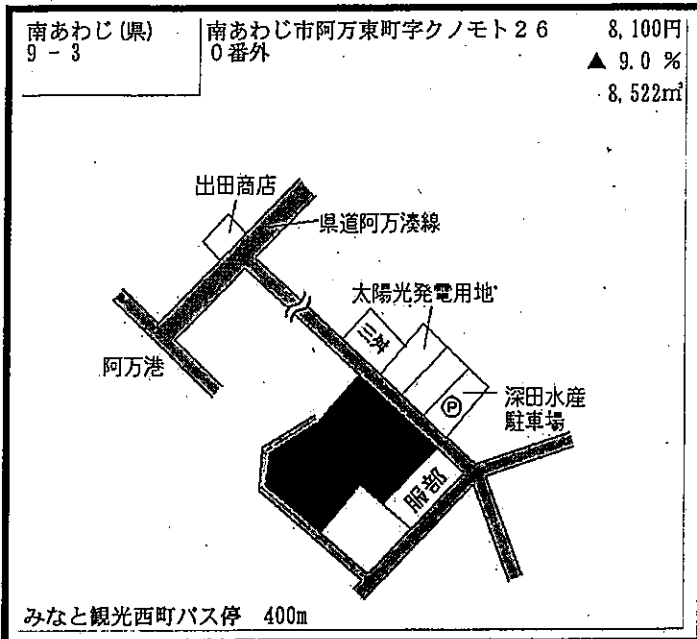 南あわじ(県)
9 - 3
南あわじ市阿万東町字クノモト26
0番外
8,100円
▲ 9.0 %
8,522㎡
出田商店
県道阿万湊線
太陽光発電用地
三舛
阿万港
深田水産
駐車場
P
服部
みなと観光西町バス停 400m